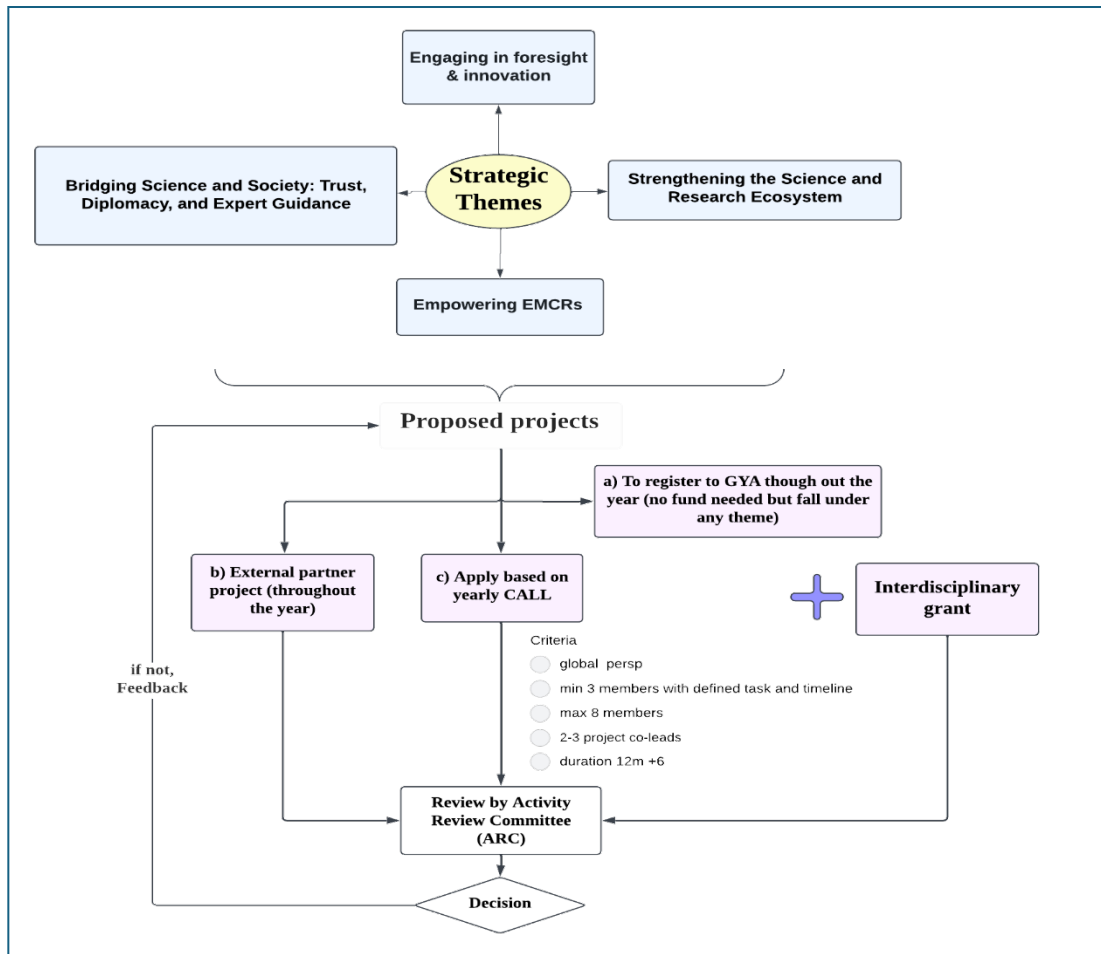 Engaging in foresight
& innovation
Bridging Science and Society: Trust,
Diplomacy, and Expert Guidance
Strategic
Themes
Strengthening the Science and
Research Ecosystem
Empowering EMCRs
Proposed projects
a) To register to GYA though out the
year (no fund needed but fall under
any theme)
b) External partner
project (throughout
the year)
c) Apply based on
yearly CALL
Interdisciplinary
grant
Criteria
global persp
min 3 members with defined task and timeline
max 8 members
2-3 project co-leads
duration 12m +6
if not,
Feedback
Review by Activity
Review Committee
(ARC)
Decision